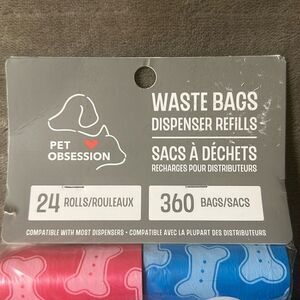 PET
OBSESSION
WASTE BAGS
DISPENSER REFILLS
SACS À DÉCHETS
RECHARGES POUR DISTRIBUTEURS
24 ROLLS/ROULEAUX
360 BAGS/SACS
COMPATIBLE WITH MOST DISPENSERS • COMPATIBLE AVEC LA PLUPART DES DISTRIBUTEURS